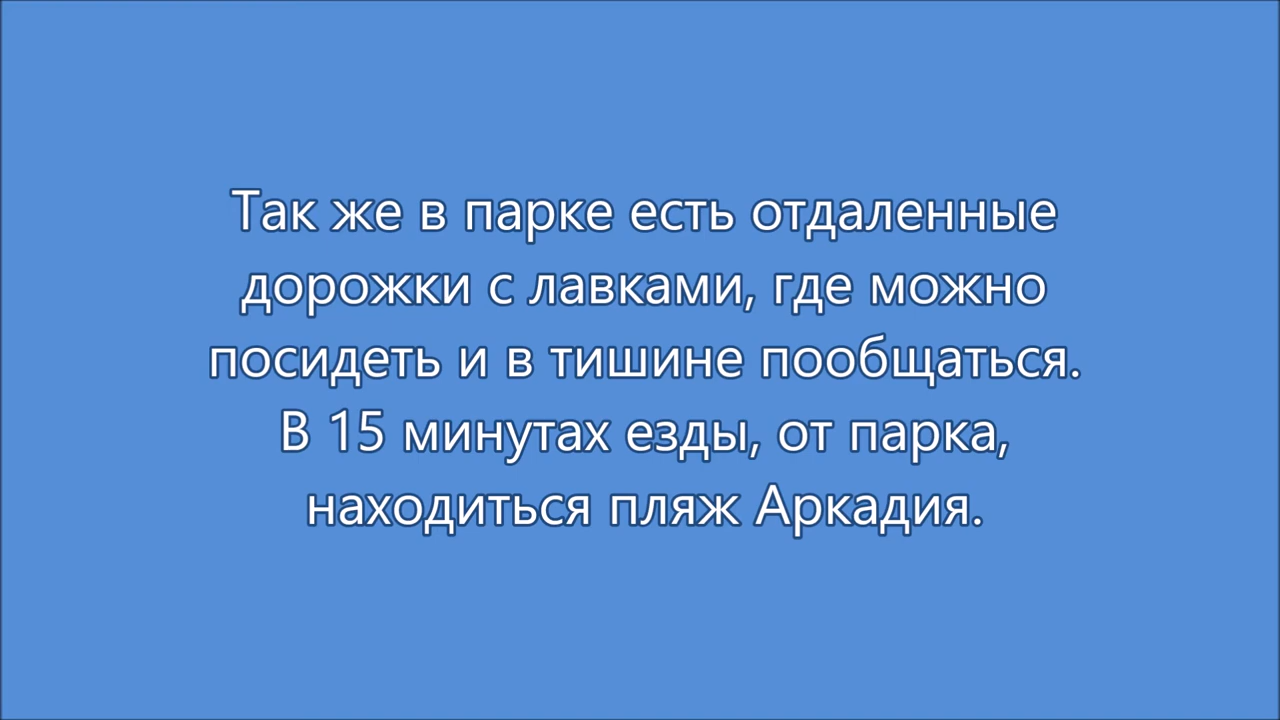 Так же в парке есть отдаленные
дорожки с лавками, где можно
посидеть и в тишине пообщаться.
В 15 минутах езды, от парка,
находиться пляж Аркадия.